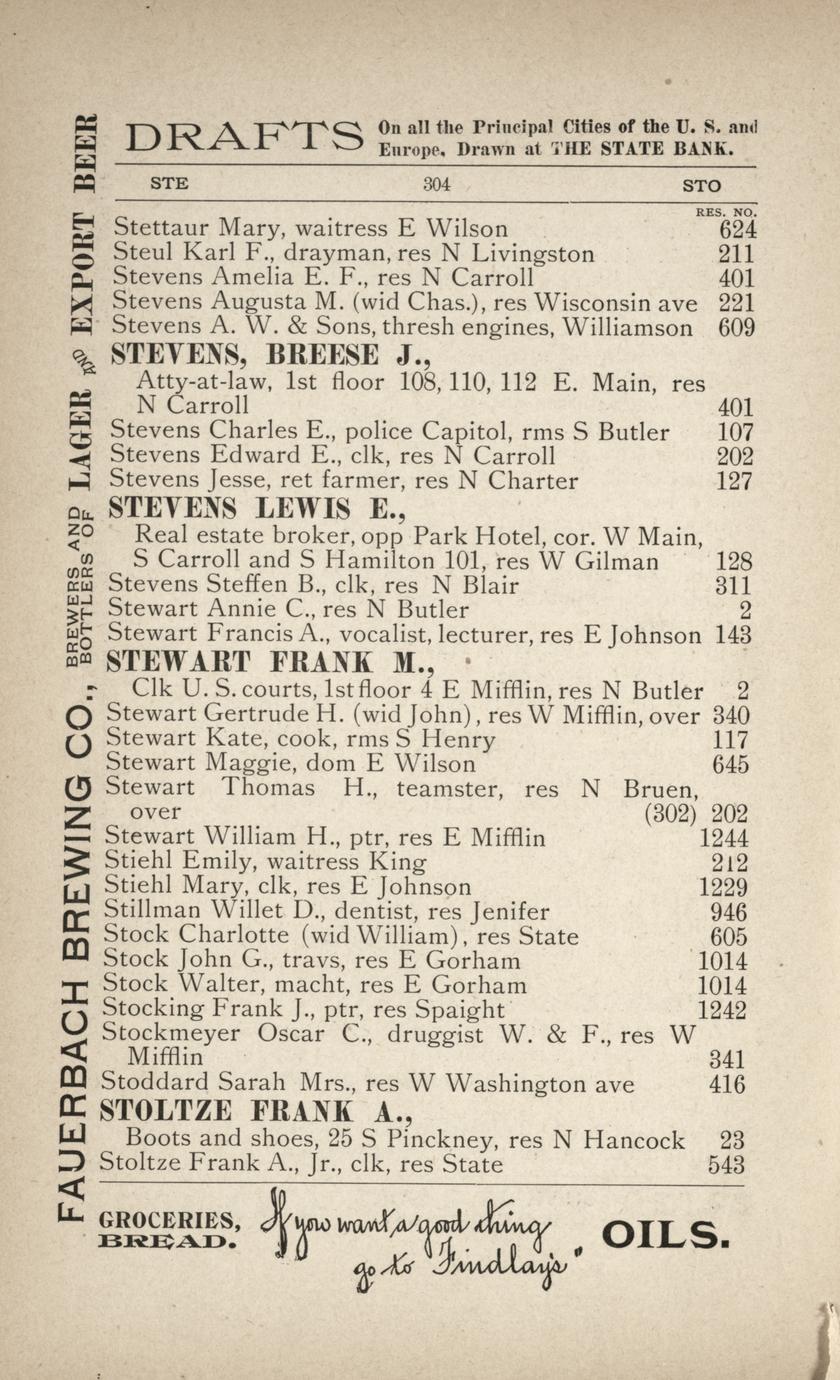 DRAFTS On all the Principal Cities of the U. S. and
Europe, Drawn at THE STATE BANK.
STE 304 STO
RES. NO.
Stettaur Mary, waitress E Wilson 624
Steul Karl F., drayman, res N Livingston 211
Stevens Amelia E. F., res N Carroll 401
Stevens Augusta M. (wid Chas.), res Wisconsin ave 221
Stevens A. W. & Sons, thresh engines, Williamson 609
STEVENS, BREESE J.,
Atty-at-law, 1st floor 108, 110, 112 E. Main, res
N Carroll 401
Stevens Charles E., police Capitol, rms S Butler 107
Stevens Edward E., clk, res N Carroll 202
Stevens Jesse, ret farmer, res N Charter 127
STEVENS LEWIS E.,
Real estate broker, opp Park Hotel, cor. W Main,
S Carroll and S Hamilton 101, res W Gilman 128
Stevens Steffen B., clk, res N Blair 311
Stewart Annie C., res N Butler 2
Stewart Francis A., vocalist, lecturer, res E Johnson 143
STEWART FRANK M.,
Clk U. S. courts, 1st floor 4 E Mifflin, res N Butler 2
Stewart Gertrude H. (wid John), res W Mifflin, over 340
Stewart Kate, cook, rms S Henry 117
Stewart Maggie, dom E Wilson 645
Stewart Thomas H., teamster, res N Bruen,
over (302) 202
Stewart William H., ptr, res E Mifflin 1244
Stiehl Emily, waitress King 212
Stiehl Mary, clk, res E Johnson 1229
Stillman Willet D., dentist, res Jenifer 946
Stock Charlotte (wid William), res State 605
Stock John G., travs, res E Gorham 1014
Stock Walter, macht, res E Gorham 1014
Stocking Frank J., ptr, res Spaight 1242
Stockmeyer Oscar C., druggist W. & F., res W
Mifflin 341
Stoddard Sarah Mrs., res W Washington ave 416
STOLTZE FRANK A.,
Boots and shoes, 25 S Pinckney, res N Hancock 23
Stoltze Frank A., Jr., clk, res State 543
FAUERBACH BREWING CO., BREWERS AND BOTTLERS OF LAGER and EXPORT BEER
GROCERIES,
BREAD.
If you want a good thing
go to Findlay's"
OILS.